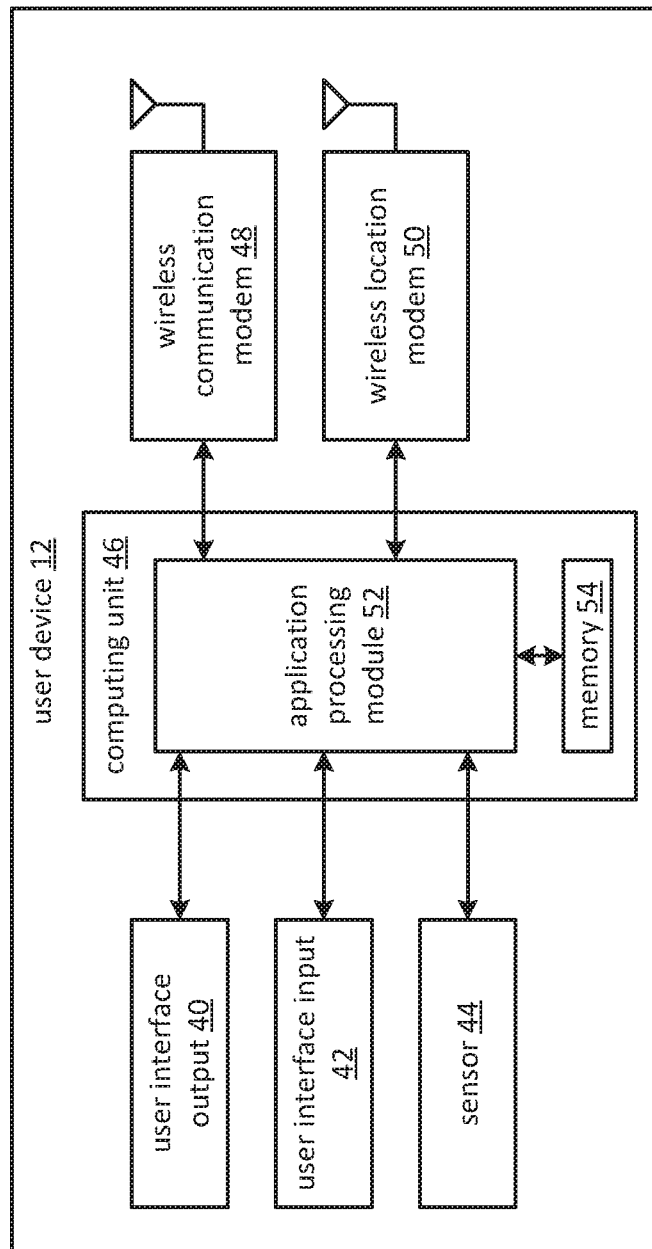 user device 12
computing unit 46
user interface
output 40
user interface input
42
sensor 44
application
processing
module 52
memory 54
wireless
communication
modem 48
wireless location
modem 50